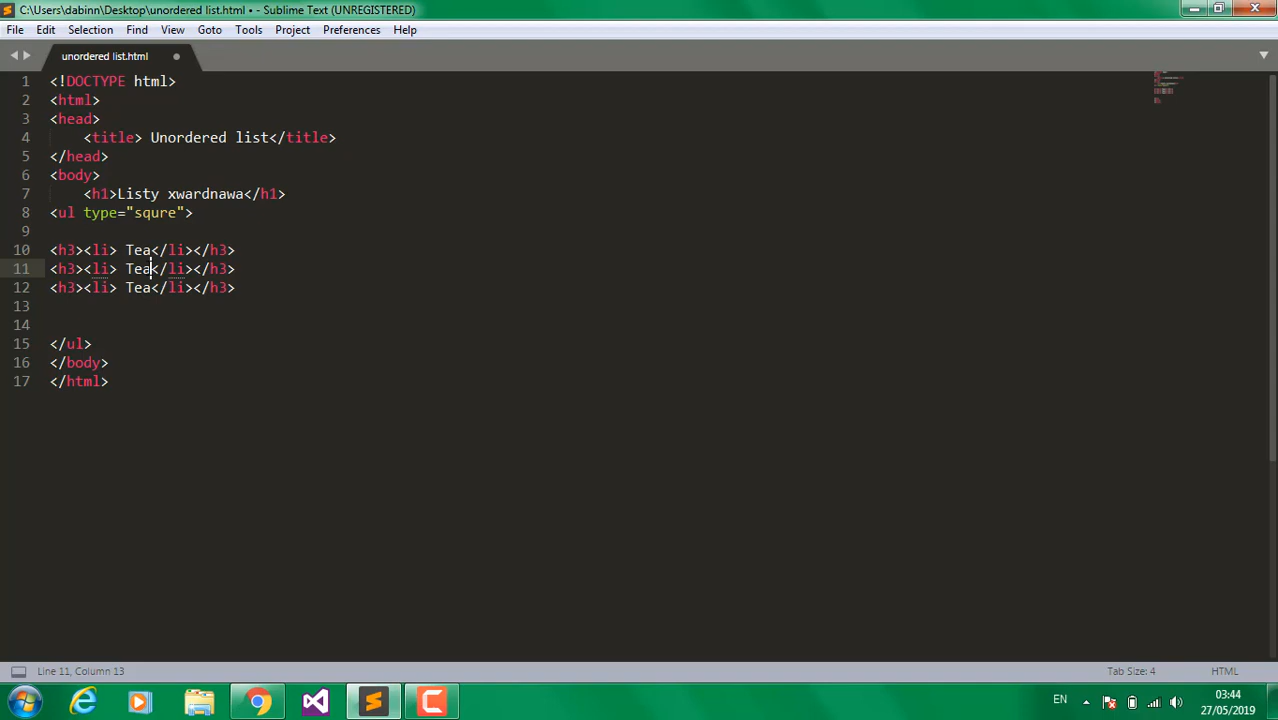 C:\Users\dabinn\Desktop\unordered list.html • - Sublime Text (UNREGISTERED)
File Edit Selection Find View Goto Tools Project Preferences Help
unordered list.html
1 <!DOCTYPE html>
2 <html>
3 <head>
4 <title> Unordered list</title>
5 </head>
6 <body>
7 <h1>Listy xwardnawa</h1>
8 <ul type="squre">
9
10 <h3><li> Tea</li></h3>
11 <h3><li> Tea</li></h3>
12 <h3><li> Tea</li></h3>
13
14
15 </ul>
16 </body>
17 </html>
Line 11, Column 13 Tab Size: 4 HTML
EN 03:44
27/05/2019